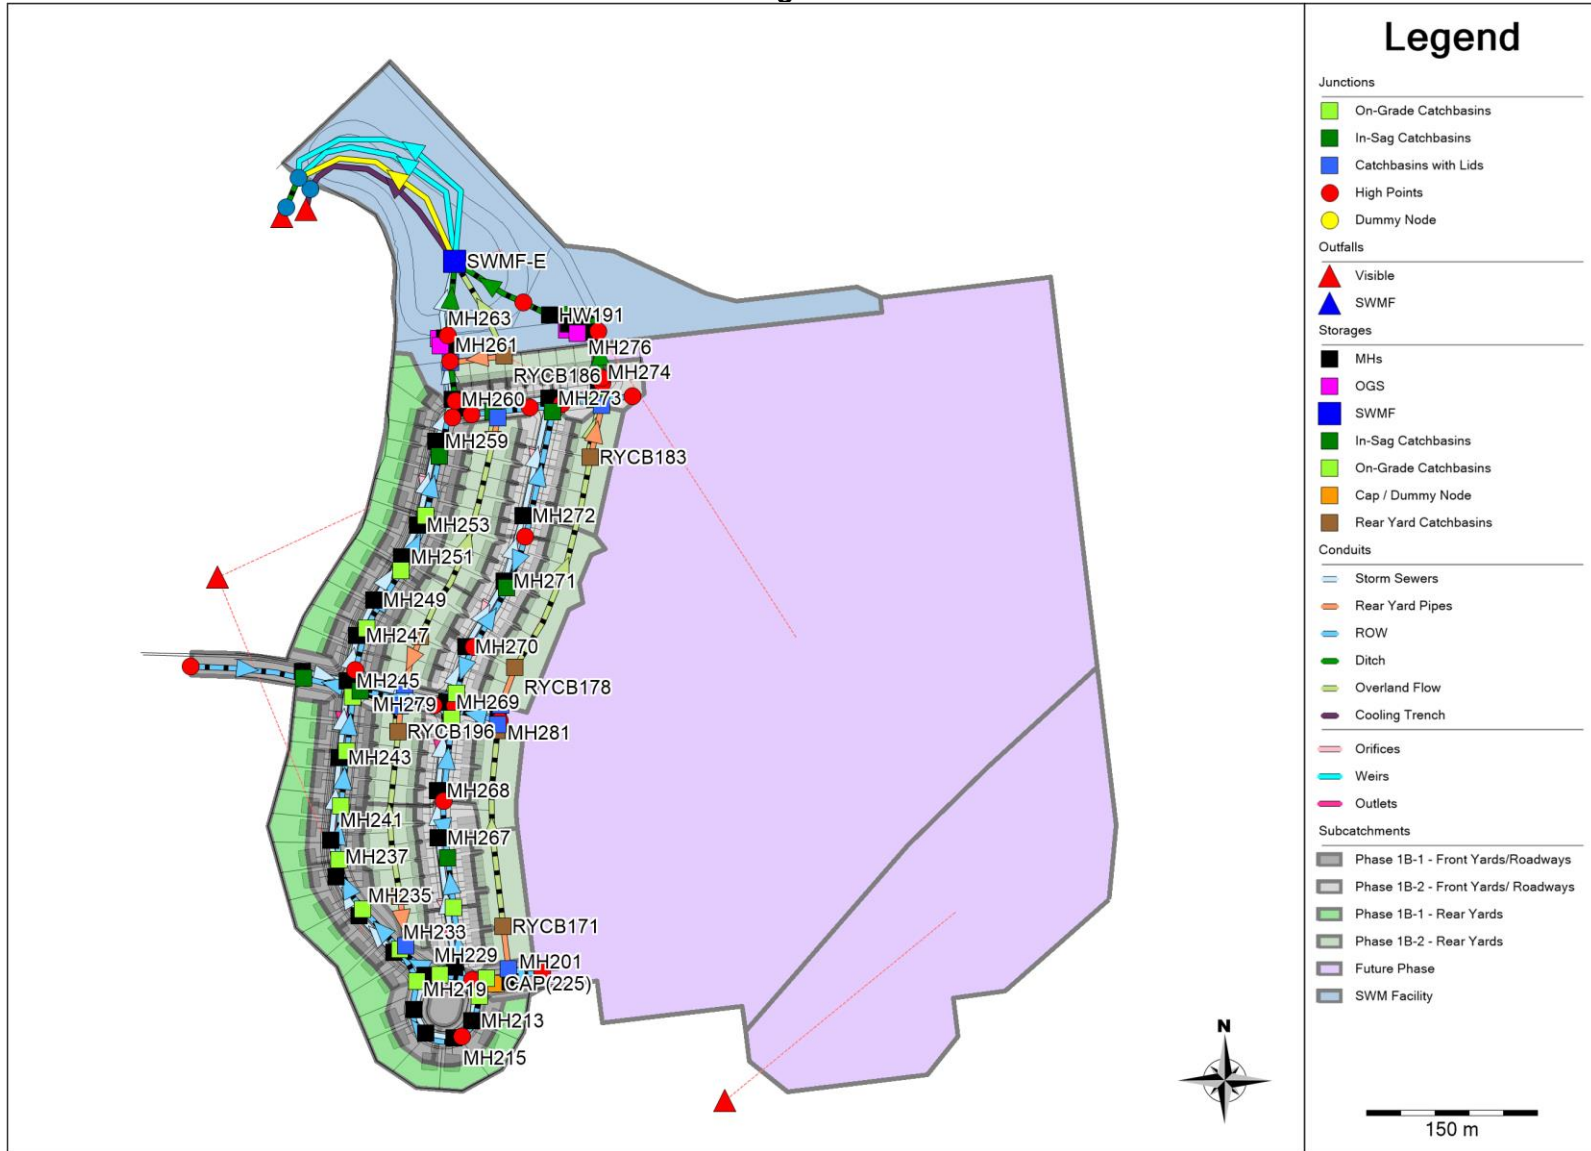 SWMF-E
HW191
MH263
MH261
MH276
RYCB186
MH274
MH260
MH273
MH259
RYCB183
MH272
MH253
MH251
MH271
MH249
MH247
MH270
MH245
RYCB178
MH279
MH269
RYCB196
MH281
MH243
MH268
MH241
MH267
MH237
MH235
RYCB171
MH233
MH229
MH201
MH219
CAP(225)
MH213
MH215
N
Legend
Junctions
On-Grade Catchbasins
In-Sag Catchbasins
Catchbasins with Lids
High Points
Dummy Node
Outfalls
Visible
SWMF
Storages
MHs
OGS
SWMF
In-Sag Catchbasins
On-Grade Catchbasins
Cap / Dummy Node
Rear Yard Catchbasins
Conduits
Storm Sewers
Rear Yard Pipes
ROW
Ditch
Overland Flow
Cooling Trench
Orifices
Weirs
Outlets
Subcatchments
Phase 1B-1 - Front Yards/Roadways
Phase 1B-2 - Front Yards/ Roadways
Phase 1B-1 - Rear Yards
Phase 1B-2 - Rear Yards
Future Phase
SWM Facility
150 m